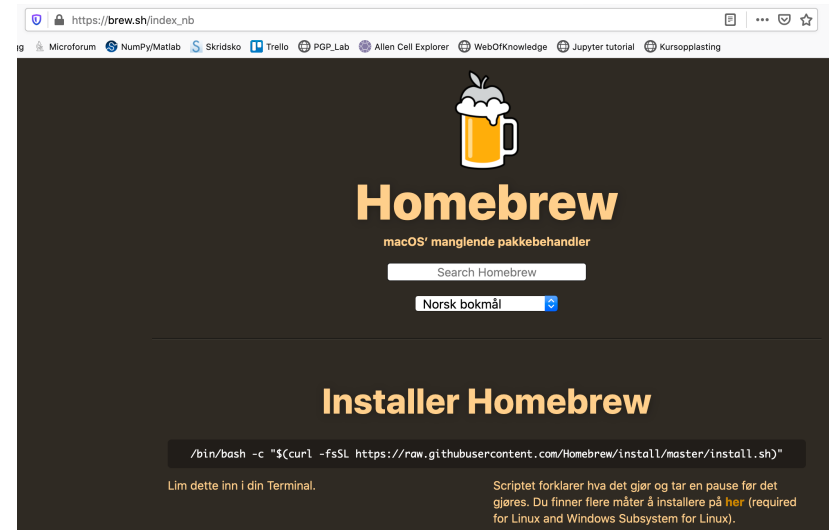 https://brew.sh/index_nb
Microforum NumPy/Matlab Skridsko Trello PGP_Lab Allen Cell Explorer WebOfKnowledge Jupyter tutorial Kursopplasting
Homebrew
macOS’ manglende pakkebehandler
Search Homebrew
Norsk bokmål
Installer Homebrew
/bin/bash -c "$(curl -fsSL https://raw.githubusercontent.com/Homebrew/install/master/install.sh)"
Lim dette inn i din Terminal.
Scriptet forklarer hva det gjør og tar en pause før det
gjøres. Du finner flere måter å installere på her (required
for Linux and Windows Subsystem for Linux).